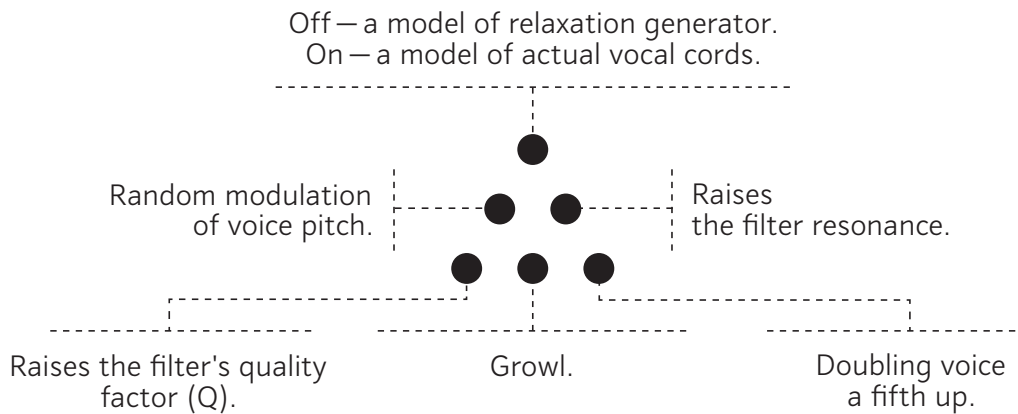 Off — a model of relaxation generator.
On — a model of actual vocal cords.
Random modulation
of voice pitch.
Raises
the filter resonance.
Raises the filter's quality
factor (Q).
Growl.
Doubling voice
a fifth up.